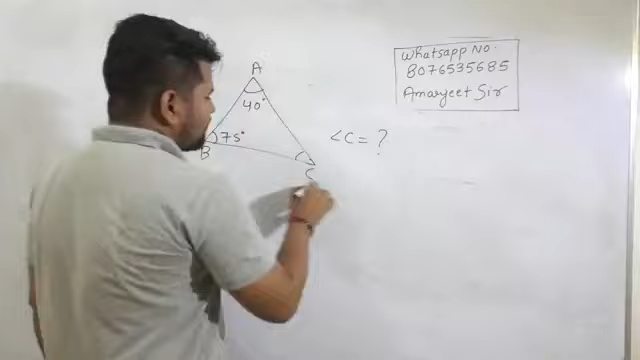 A
40°
75°
B
C
<C = ?
Whatsapp No.
8076535685
Amarjeet Sir